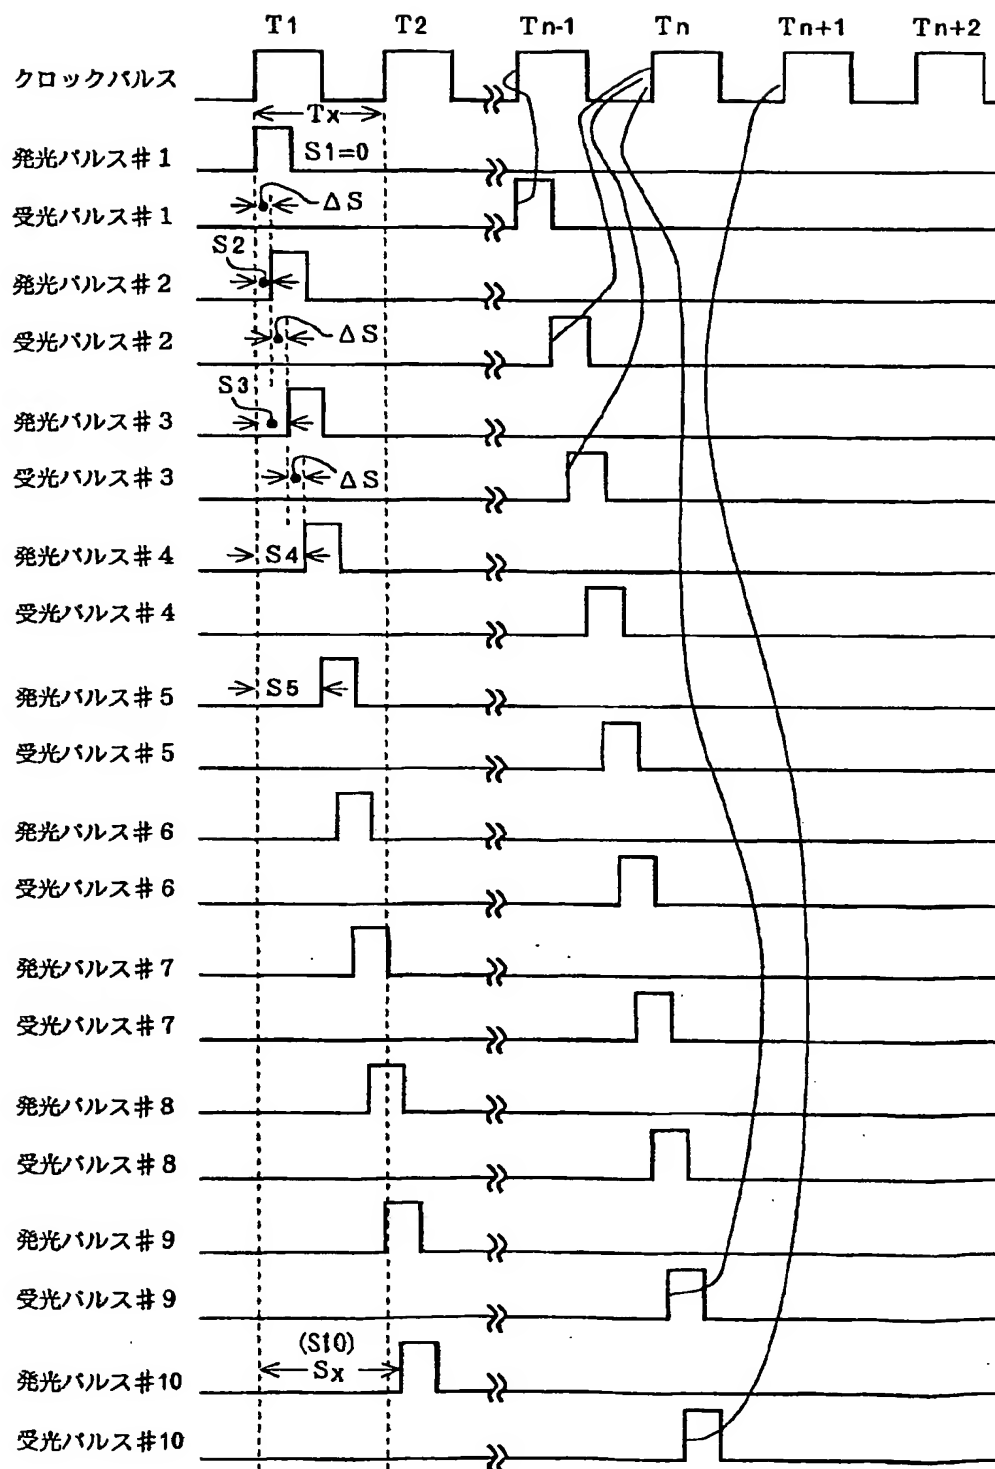 T1 T2 Tn-1 Tn Tn+1 Tn+2
クロックパルス
Tx
発光パルス#1 S1=0
受光パルス#1 ΔS
S2
発光パルス#2
受光パルス#2 ΔS
S3
発光パルス#3
受光パルス#3 ΔS
発光パルス#4 S4
受光パルス#4
発光パルス#5 S5
受光パルス#5
発光パルス#6
受光パルス#6
発光パルス#7
受光パルス#7
発光パルス#8
受光パルス#8
発光パルス#9
受光パルス#9
(S10)
発光パルス#10 Sx
受光パルス#10